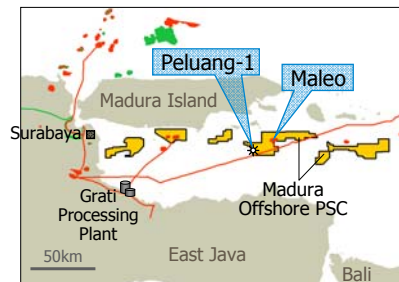 Peluang-1
Maleo
Madura Island
Surabaya
Grati
Processing
Plant
Madura
Offshore PSC
East Java
50km
Bali